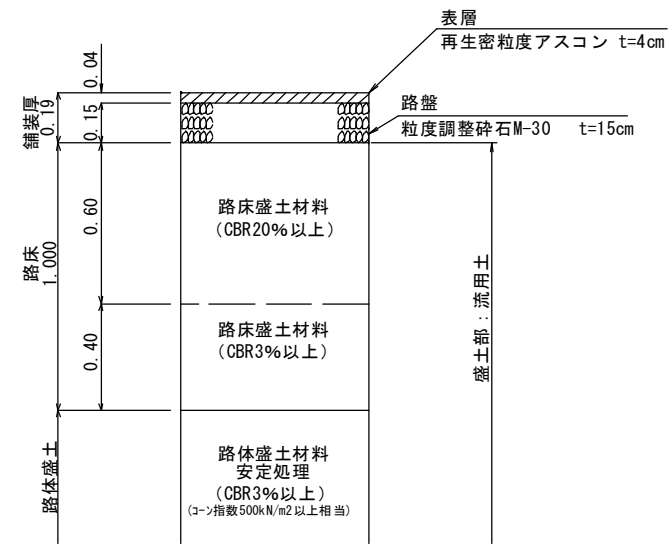 表層
再生密粒度アスコン t=4cm
路盤
粒度調整砕石M-30 t=15cm
0.04
0.15
舗装厚
0.19
路床盛土材料
(CBR20%以上)
0.60
路床
1.000
路床盛土材料
(CBR3%以上)
0.40
盛土部：流用土
路体盛土材料
安定処理
(CBR3%以上)
(コーン指数500kN/m2以上相当)
路体盛土